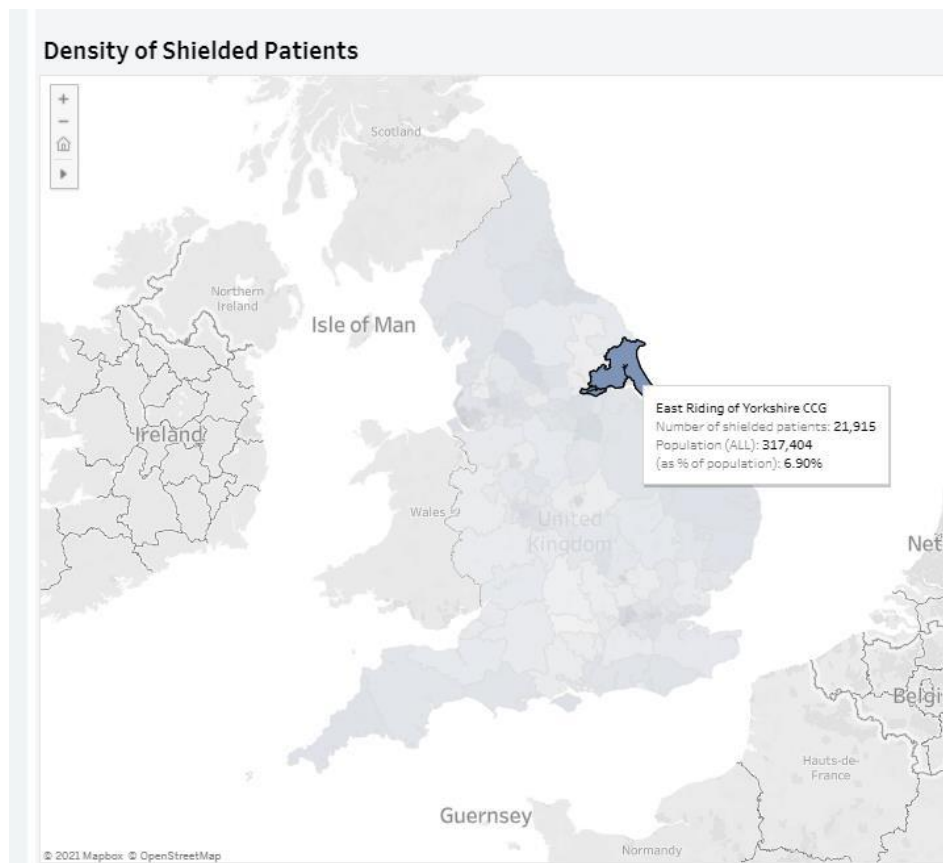 Density of Shielded Patients
Scotland
Northern
Ireland
Isle of Man
East Riding of Yorkshire CCG
Number of shielded patients: 21,915
Population (ALL): 317,404
(as % of population): 6.90%
Ireland
Wales
United
Kingdom
Net
Belgi
Hauts-de-
France
Guernsey
Normandy
© 2021 Mapbox © OpenStreetMap